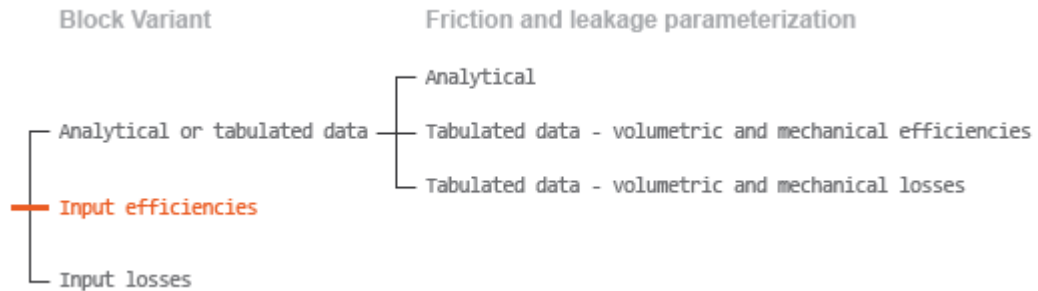 Block Variant Friction and leakage parameterization
Analytical
Analytical or tabulated data Tabulated data - volumetric and mechanical efficiencies
Tabulated data - volumetric and mechanical losses
Input efficiencies
Input losses